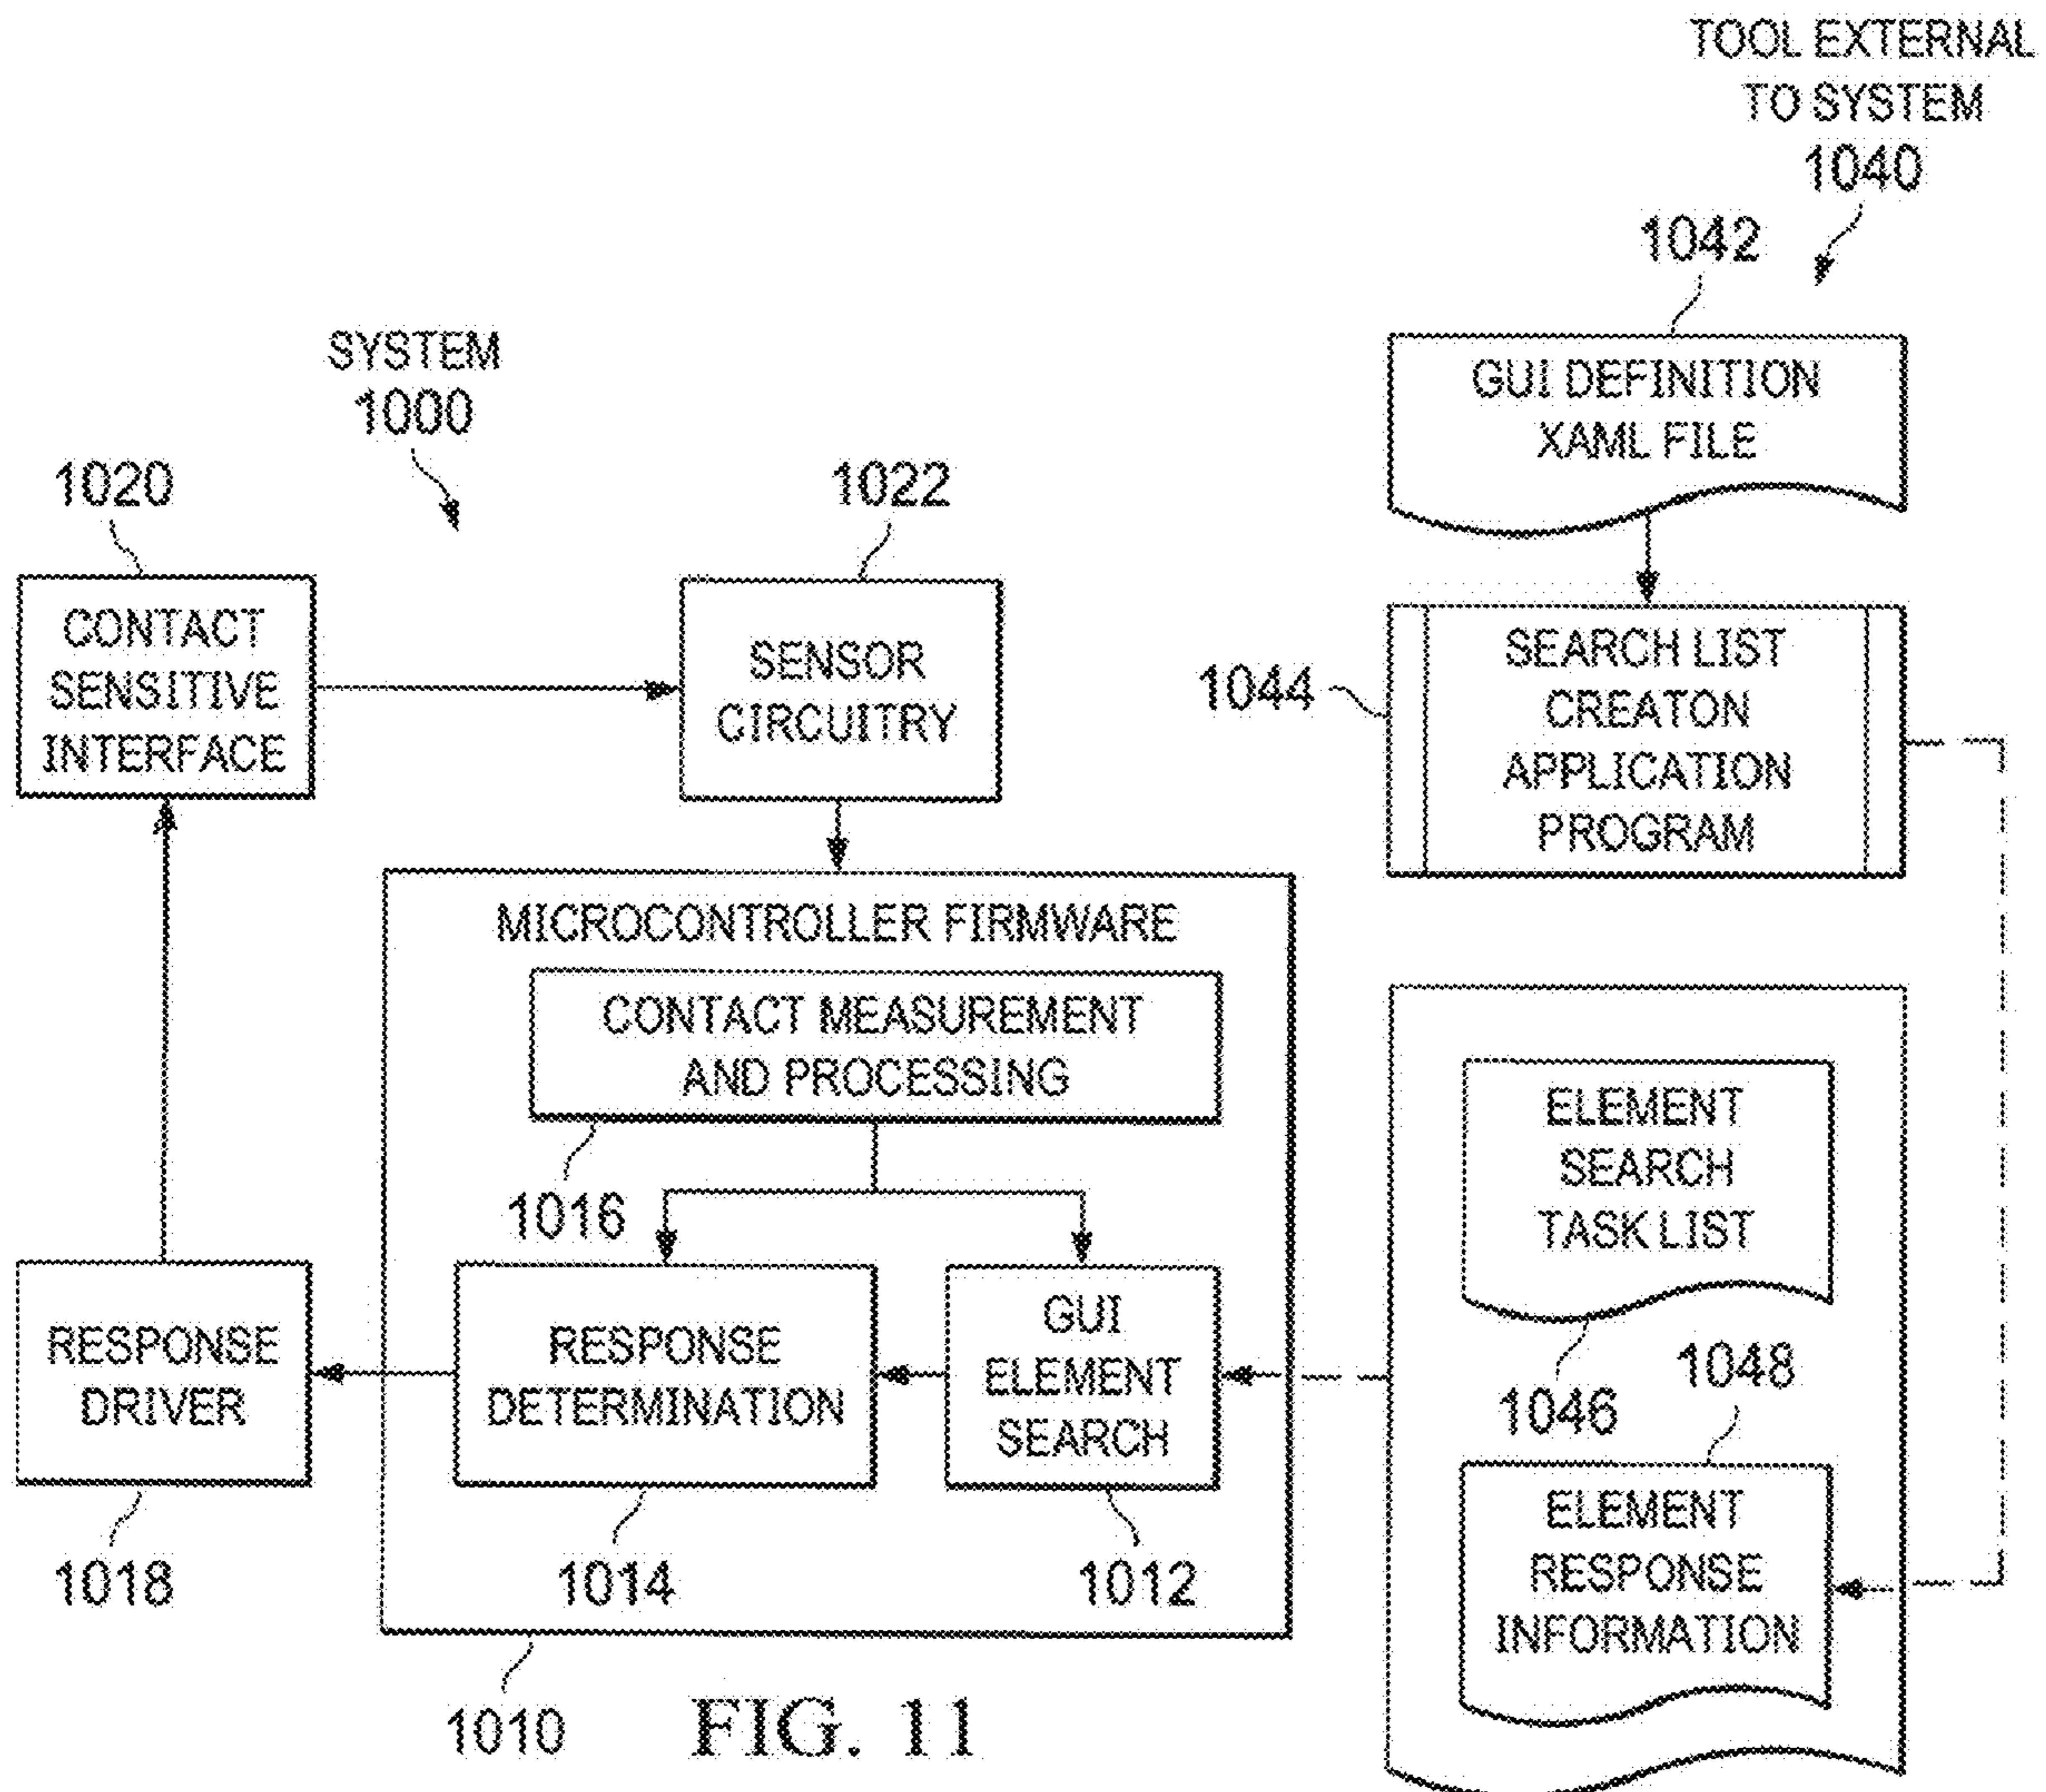 TOOL EXTERNAL
TO SYSTEM
1040
1042
GUI DEFINITION
XAML FILE
SYSTEM
1000
1020
1022
CONTACT
SENSITIVE
INTERFACE
SENSOR
CIRCUITRY
1044
SEARCH LIST
CREATON
APPLICATION
PROGRAM
MICROCONTROLLER FIRMWARE
CONTACT MEASUREMENT
AND PROCESSING
1016
ELEMENT
SEARCH
TASK LIST
1046
RESPONSE
DRIVER
RESPONSE
DETERMINATION
GUI
ELEMENT
SEARCH
1048
ELEMENT
RESPONSE
INFORMATION
1018
1014
1012
1010
FIG. 11